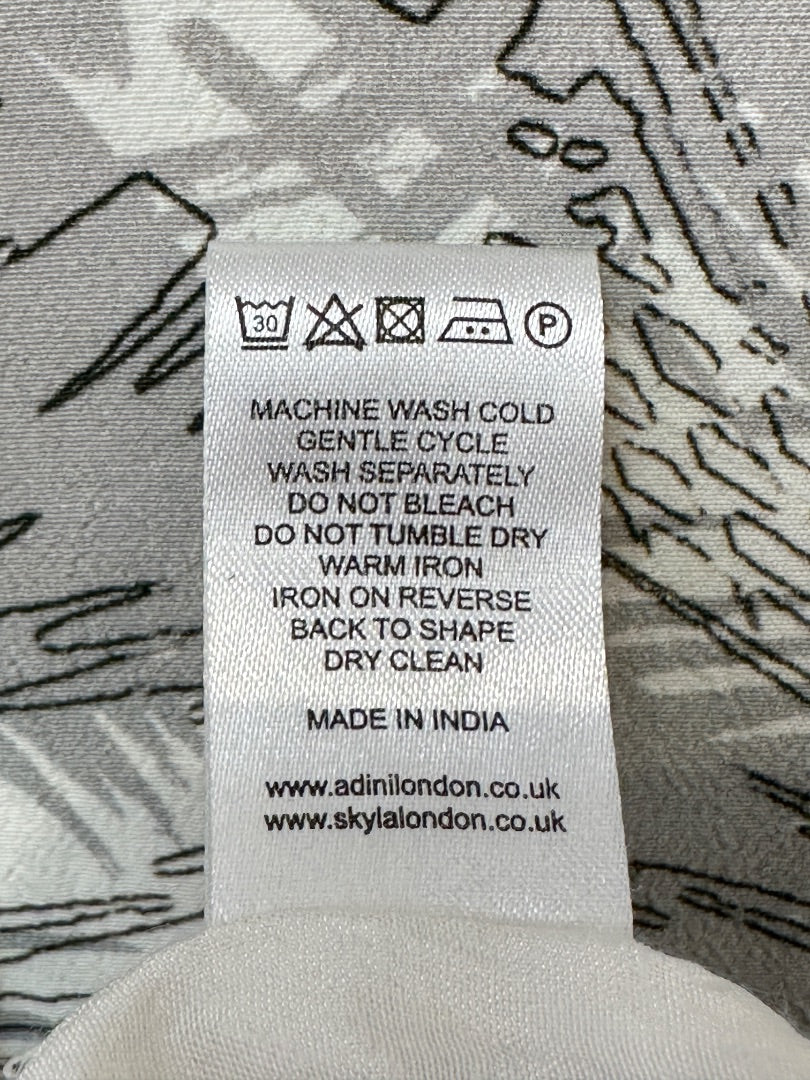 30 P
MACHINE WASH COLD
GENTLE CYCLE
WASH SEPARATELY
DO NOT BLEACH
DO NOT TUMBLE DRY
WARM IRON
IRON ON REVERSE
BACK TO SHAPE
DRY CLEAN
MADE IN INDIA
www.adinilondon.co.uk
www.skylalondon.co.uk